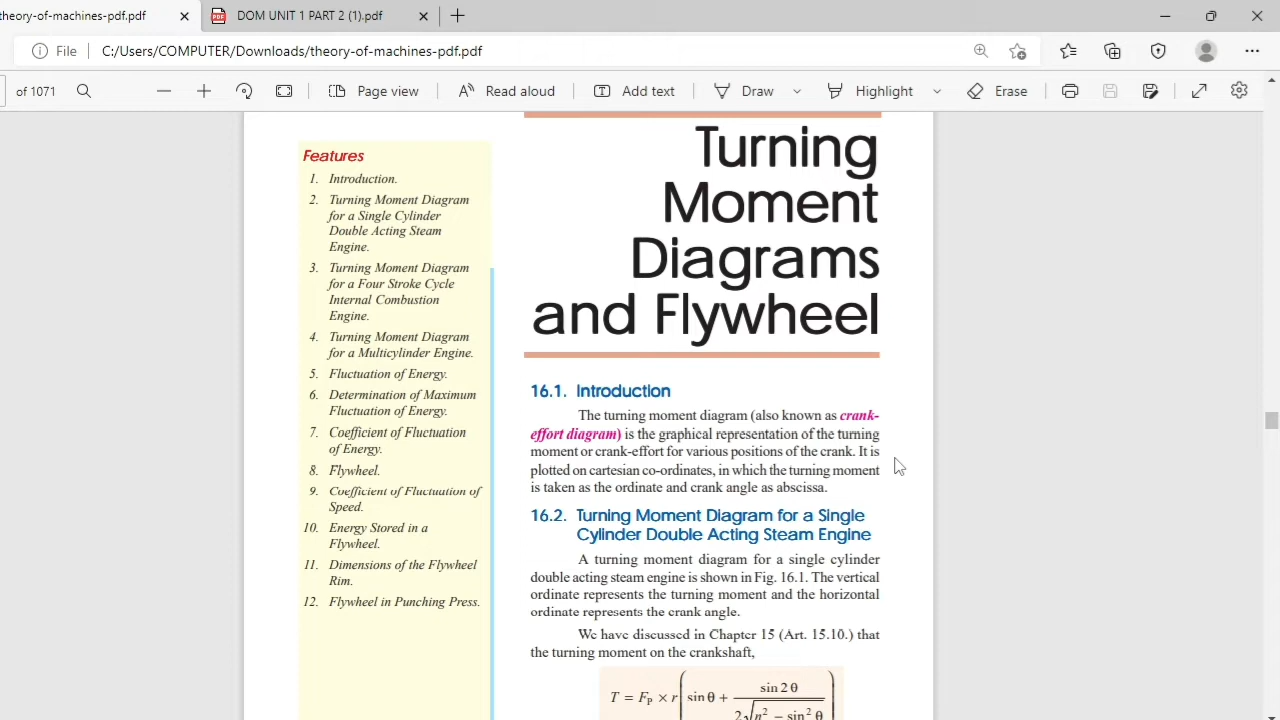 heory-of-machines-pdf.pdf
DOM UNIT 1 PART 2 (1).pdf
File
C:/Users/COMPUTER/Downloads/theory-of-machines-pdf.pdf
of 1071
Page view
Read aloud
Add text
Draw
Highlight
Erase
Features
1. Introduction.
2. Turning Moment Diagram
for a Single Cylinder
Double Acting Steam
Engine.
3. Turning Moment Diagram
for a Four Stroke Cycle
Internal Combustion
Engine.
4. Turning Moment Diagram
for a Multicylinder Engine.
5. Fluctuation of Energy.
6. Determination of Maximum
Fluctuation of Energy.
7. Coefficient of Fluctuation
of Energy.
8. Flywheel.
9. Coefficient of Fluctuation of
Speed.
10. Energy Stored in a
Flywheel.
11. Dimensions of the Flywheel
Rim.
12. Flywheel in Punching Press.
Turning
Moment
Diagrams
and Flywheel
16.1. Introduction
The turning moment diagram (also known as crank-
effort diagram) is the graphical representation of the turning
moment or crank-effort for various positions of the crank. It is
plotted on cartesian co-ordinates, in which the turning moment
is taken as the ordinate and crank angle as abscissa.
16.2. Turning Moment Diagram for a Single
Cylinder Double Acting Steam Engine
A turning moment diagram for a single cylinder
double acting steam engine is shown in Fig. 16.1. The vertical
ordinate represents the turning moment and the horizontal
ordinate represents the crank angle.
We have discussed in Chapter 15 (Art. 15.10.) that
the turning moment on the crankshaft,
T = FP × r ( sin θ + sin 2θ / 2√n² − sin² θ )